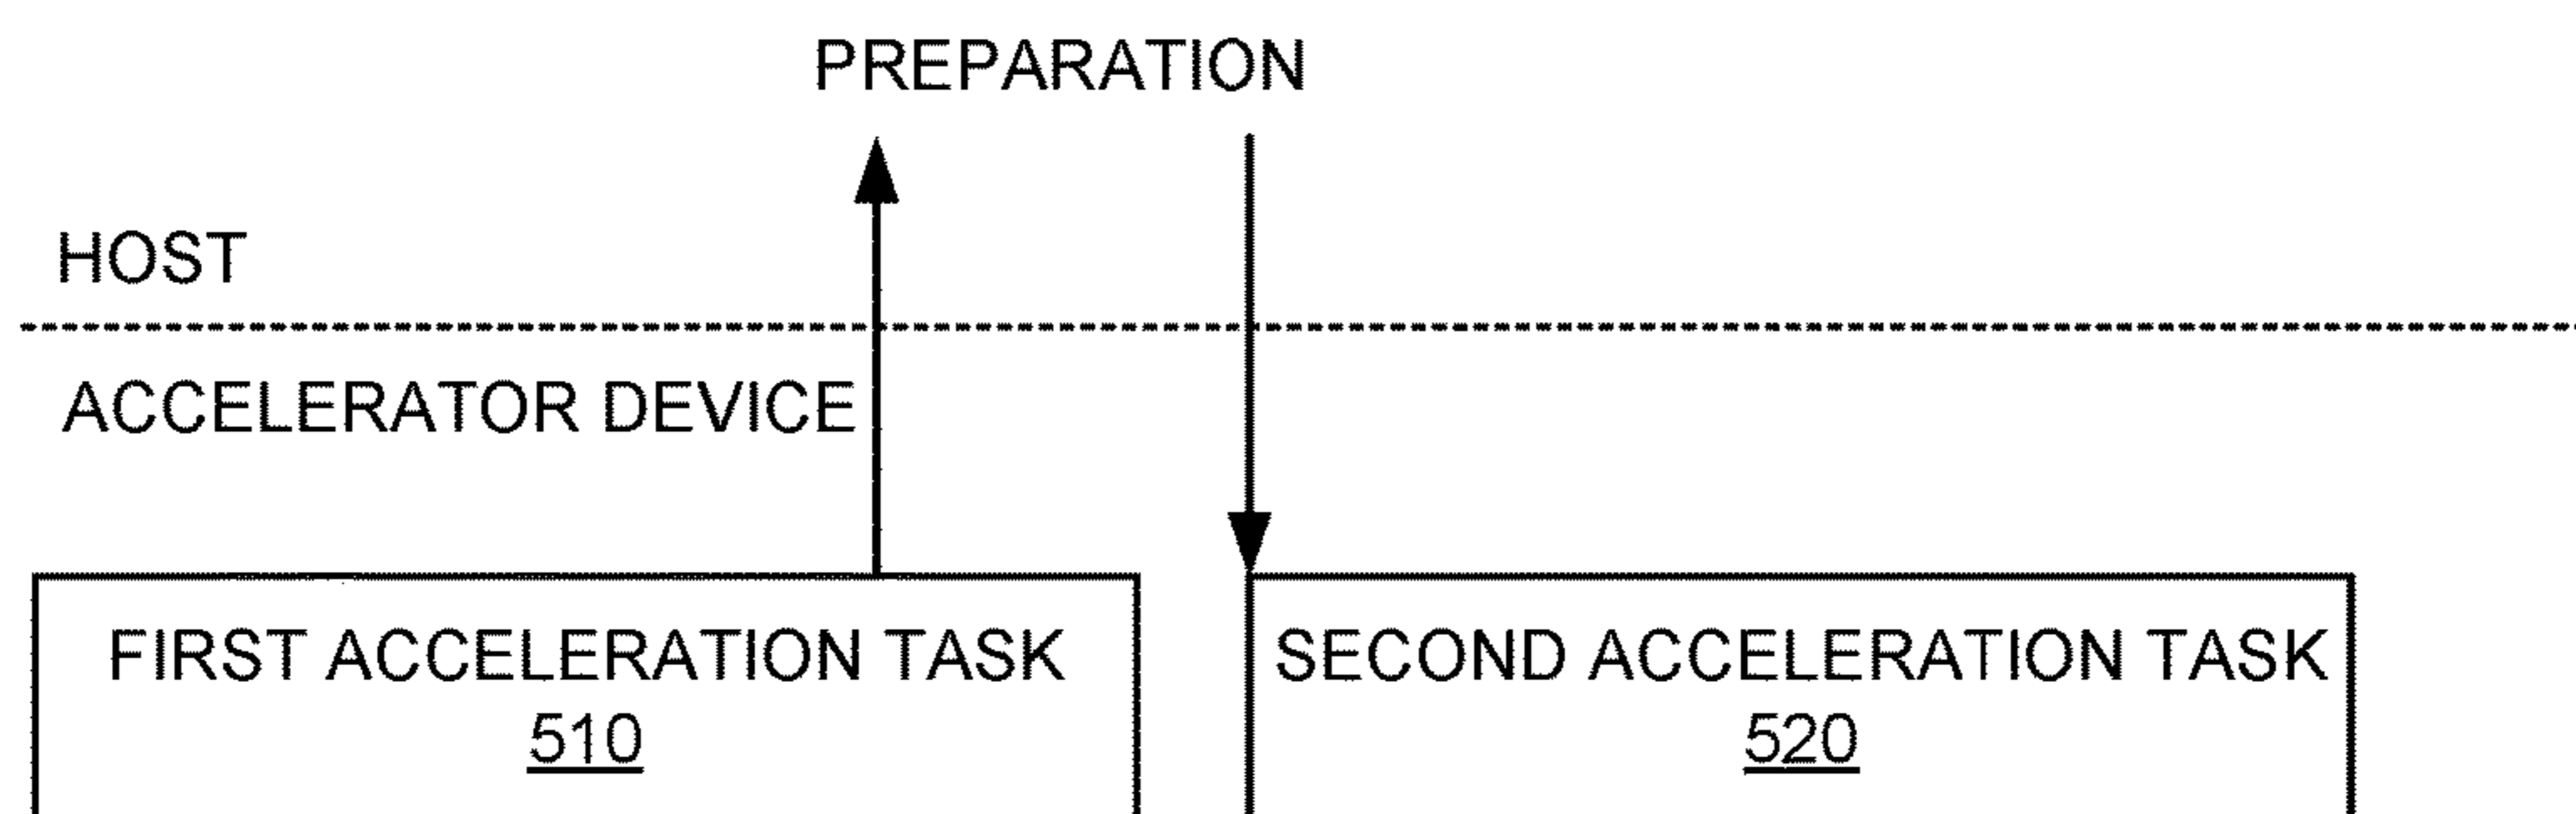 PREPARATION
HOST
ACCELERATOR DEVICE
FIRST ACCELERATION TASK
510
SECOND ACCELERATION TASK
520